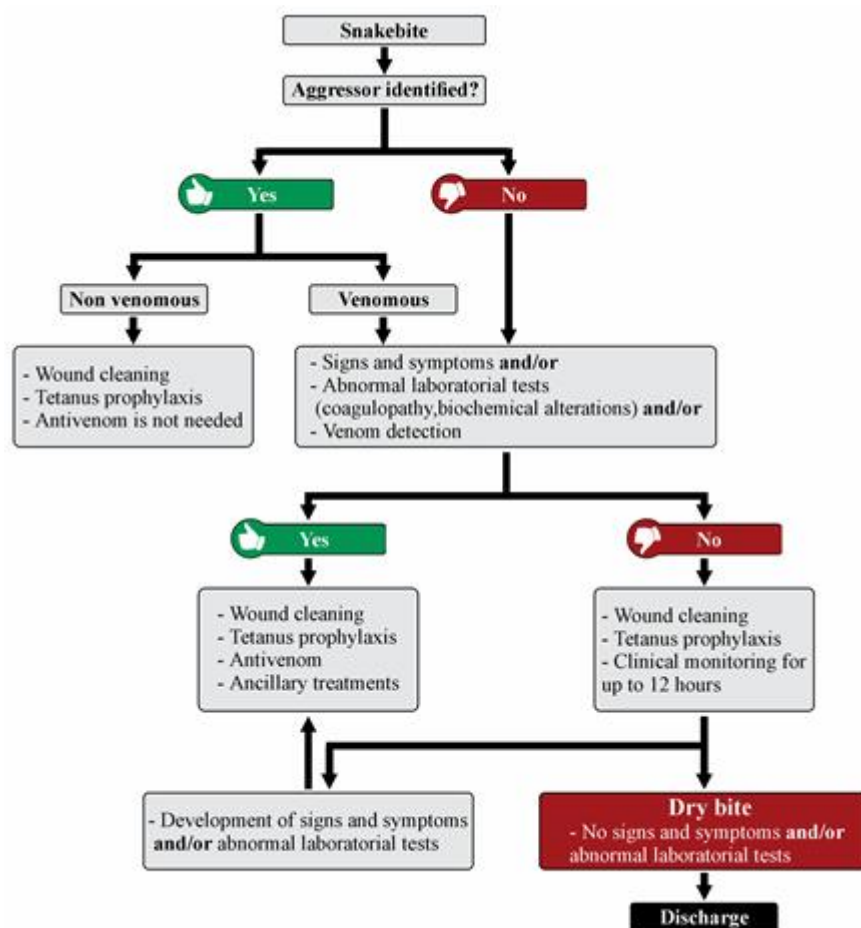 Snakebite
Aggressor identified?
Yes
No
Non venomous
Venomous
- Wound cleaning
- Tetanus prophylaxis
- Antivenom is not needed
- Signs and symptoms and/or
- Abnormal laboratorial tests
(coagulopathy,biochemical alterations) and/or
- Venom detection
Yes
No
- Wound cleaning
- Tetanus prophylaxis
- Antivenom
- Ancillary treatments
- Wound cleaning
- Tetanus prophylaxis
- Clinical monitoring for
up to 12 hours
- Development of signs and symptoms
and/or abnormal laboratorial tests
Dry bite
- No signs and symptoms and/or
abnormal laboratorial tests
Discharge